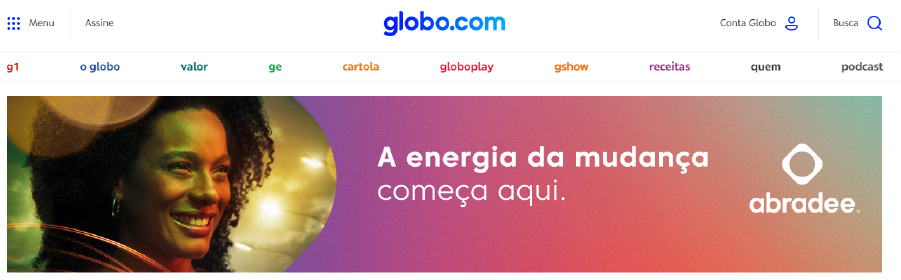 Menu
Assine
globo.com
Conta Globo
Busca
g1
o globo
valor
ge
cartola
globoplay
gshow
receitas
quem
podcast
A energia da mudança
começa aqui.
abradee